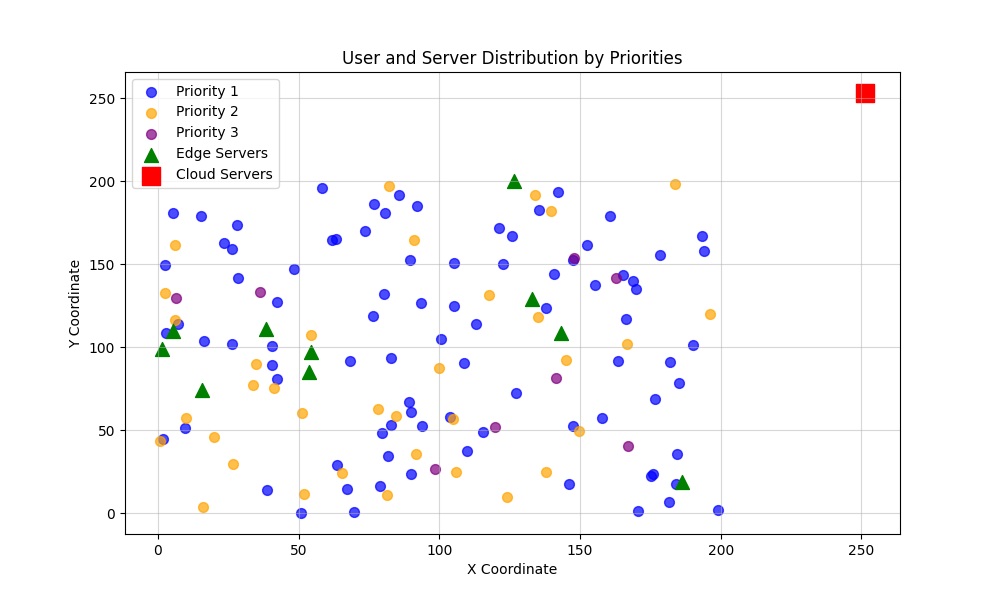 User and Server Distribution by Priorities
Priority 1
Priority 2
Priority 3
Edge Servers
Cloud Servers
Y Coordinate
250
200
150
100
50
0
0 50 100 150 200 250
X Coordinate